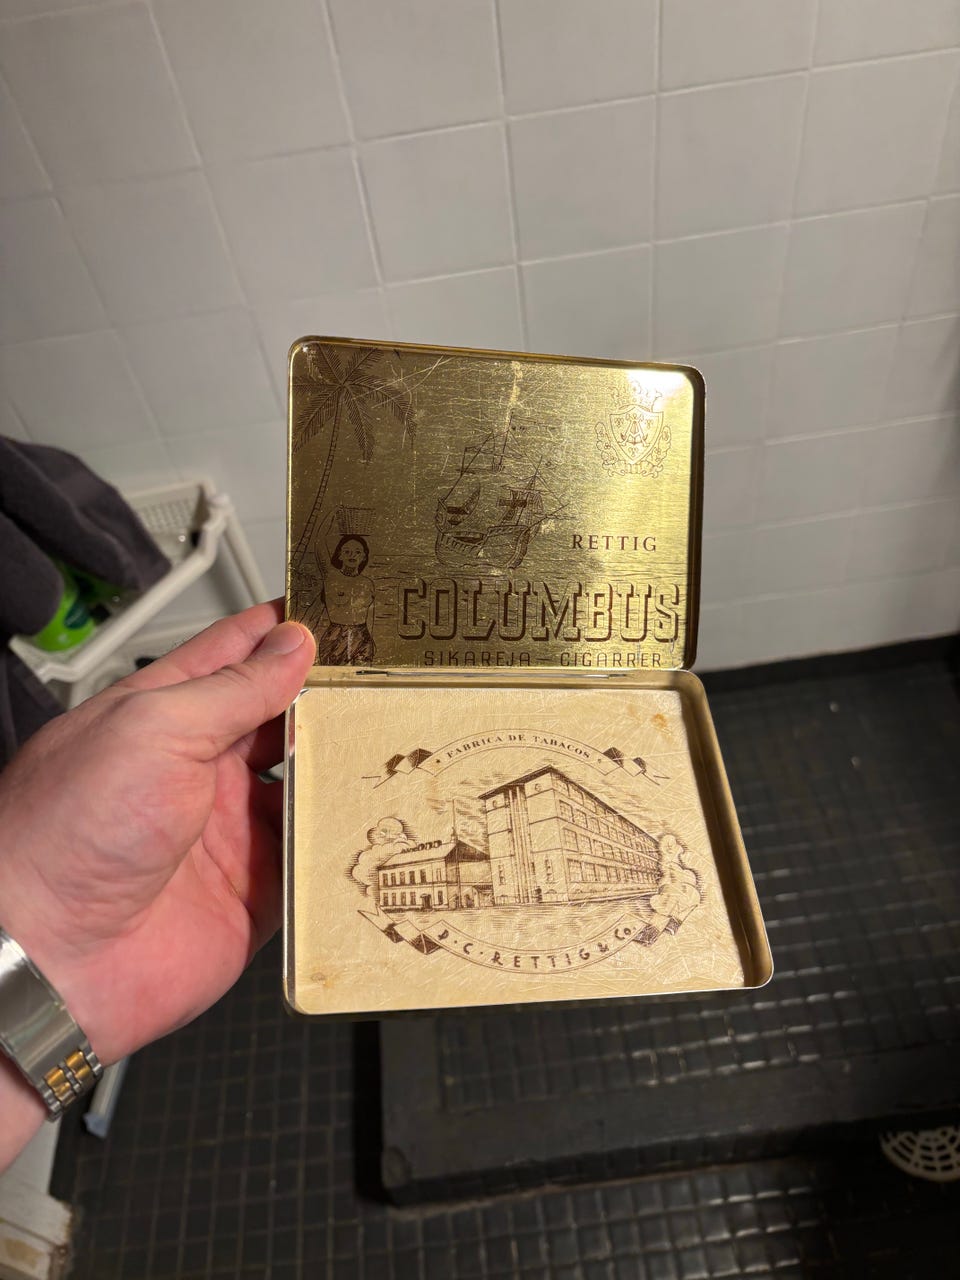 RETTIG
COLUMBUS
SIKAREJA — CIGARRER
★ FABRICA DE TABACOS ★
D·C·RETTIG & Co.